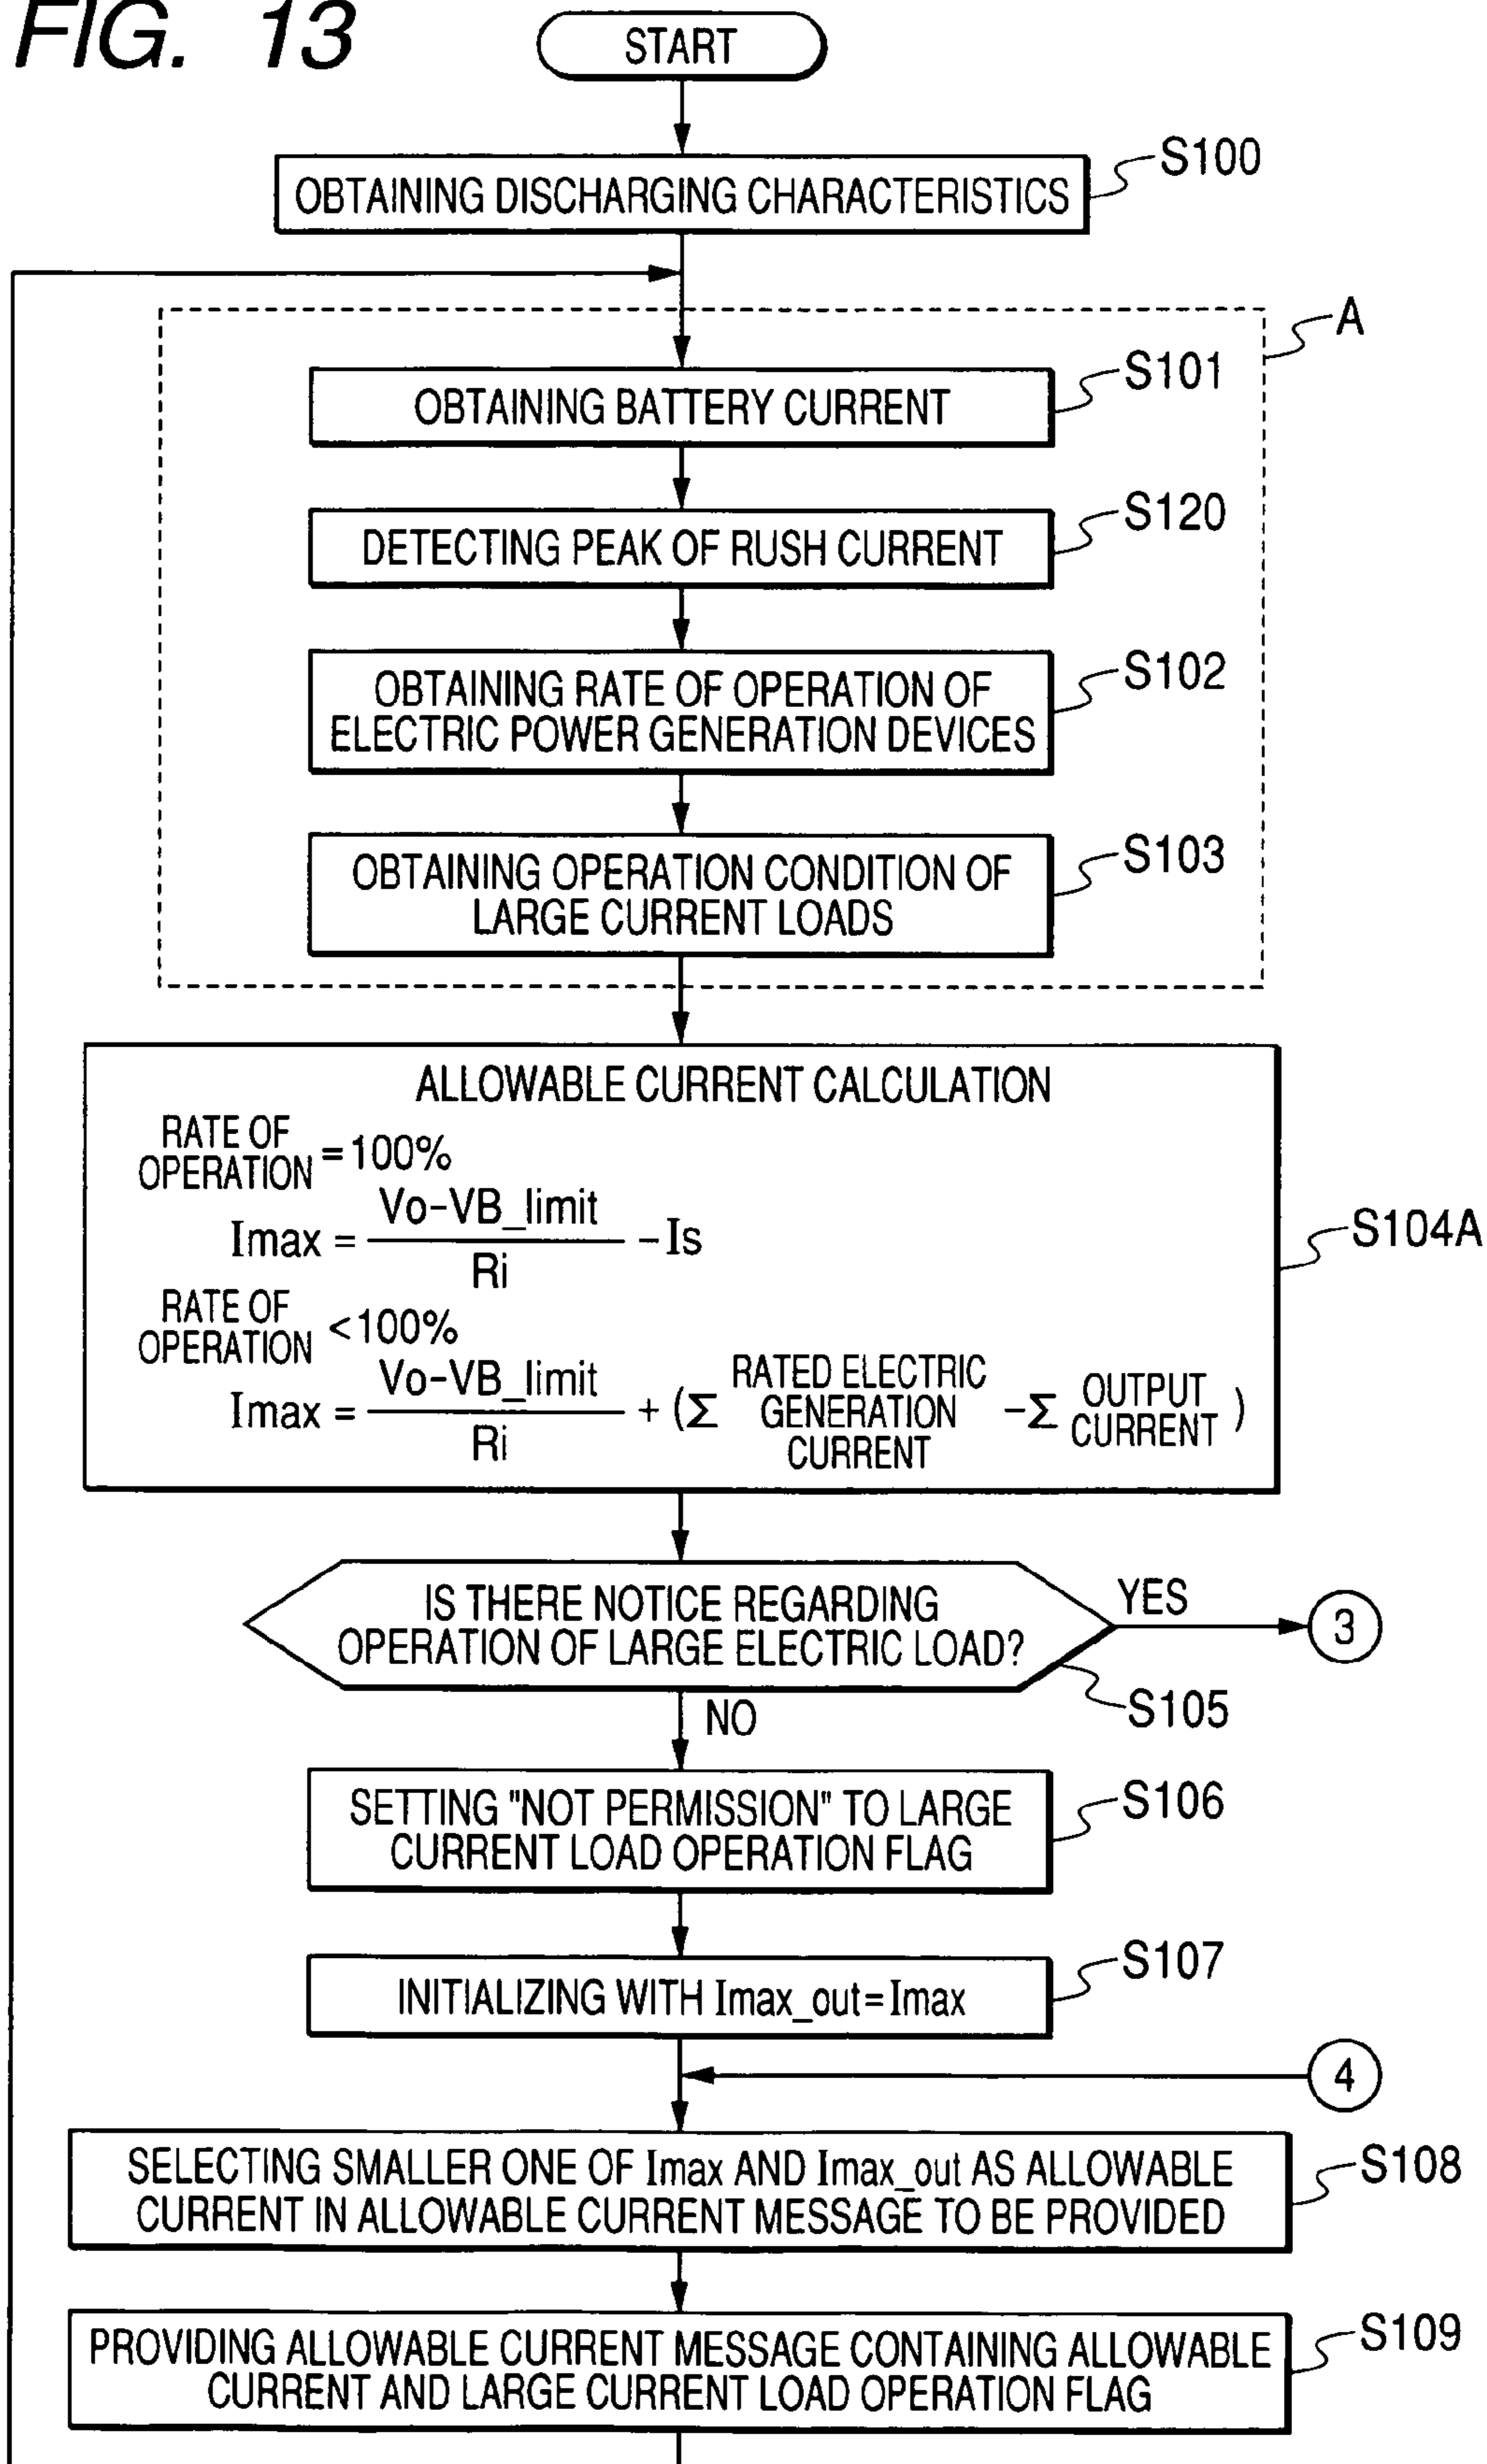 FIG. 13
START
OBTAINING DISCHARGING CHARACTERISTICS
S100
A
OBTAINING BATTERY CURRENT
S101
DETECTING PEAK OF RUSH CURRENT
S120
OBTAINING RATE OF OPERATION OF
ELECTRIC POWER GENERATION DEVICES
S102
OBTAINING OPERATION CONDITION OF
LARGE CURRENT LOADS
S103
ALLOWABLE CURRENT CALCULATION
RATE OF
OPERATION =100%
Imax = Vo-VB_limit / Ri -Is
RATE OF
OPERATION <100%
Imax = Vo-VB_limit / Ri + (Σ RATED ELECTRIC GENERATION CURRENT -Σ OUTPUT CURRENT )
S104A
IS THERE NOTICE REGARDING
OPERATION OF LARGE ELECTRIC LOAD?
YES
3
S105
NO
SETTING "NOT PERMISSION" TO LARGE
CURRENT LOAD OPERATION FLAG
S106
INITIALIZING WITH Imax_out=Imax
S107
4
SELECTING SMALLER ONE OF Imax AND Imax_out AS ALLOWABLE
CURRENT IN ALLOWABLE CURRENT MESSAGE TO BE PROVIDED
S108
PROVIDING ALLOWABLE CURRENT MESSAGE CONTAINING ALLOWABLE
CURRENT AND LARGE CURRENT LOAD OPERATION FLAG
S109